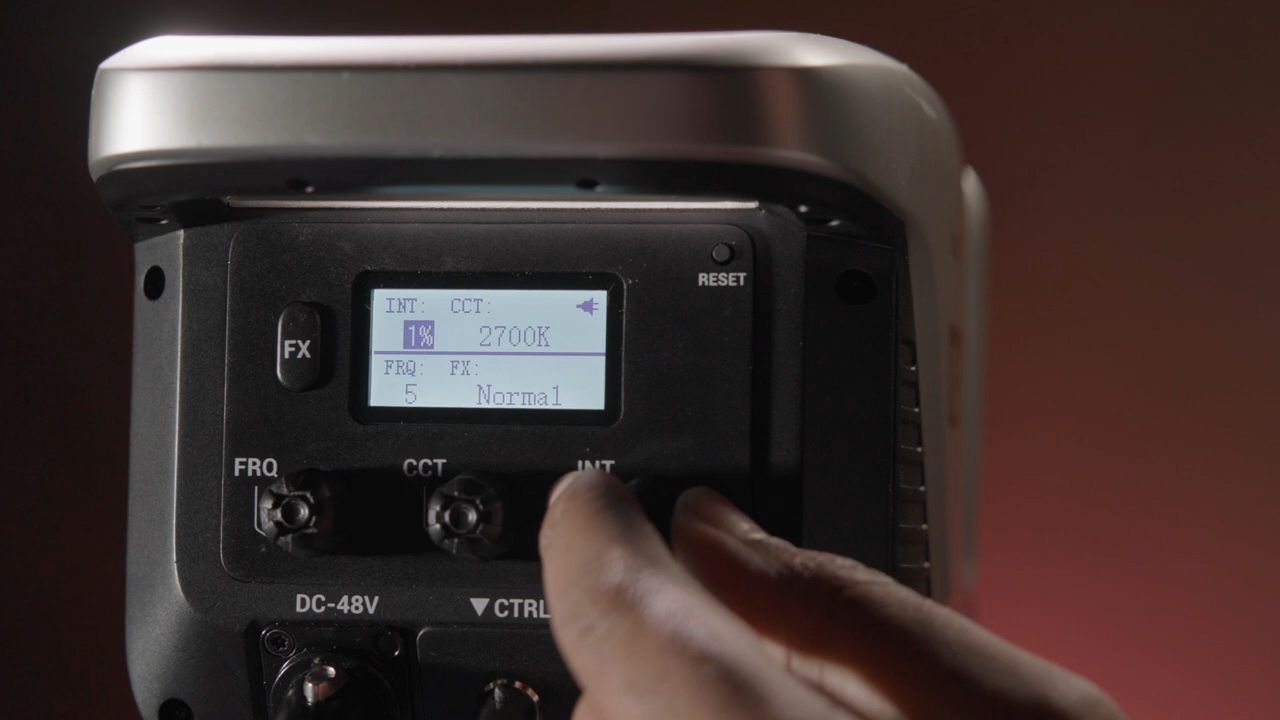 RESET
INT: CCT:
1% 2700K
FRQ: FX:
5 Normal
FX
FRQ CCT INT
DC-48V ▼CTRL